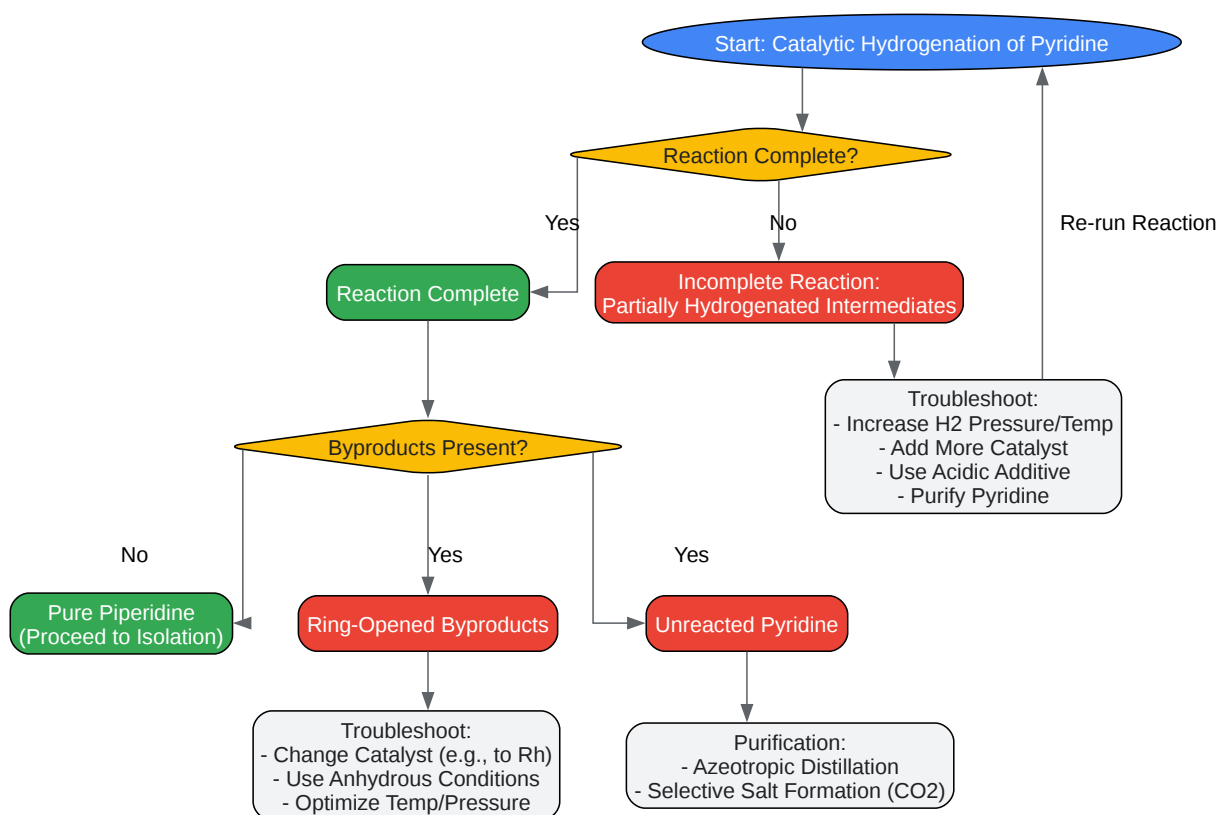 Start: Catalytic Hydrogenation of Pyridine
Reaction Complete?
Yes
No
Re-run Reaction
Reaction Complete
Incomplete Reaction:
Partially Hydrogenated Intermediates
Troubleshoot:
- Increase H2 Pressure/Temp
- Add More Catalyst
- Use Acidic Additive
- Purify Pyridine
Byproducts Present?
No
Yes
Yes
Pure Piperidine
(Proceed to Isolation)
Ring-Opened Byproducts
Unreacted Pyridine
Troubleshoot:
- Change Catalyst (e.g., to Rh)
- Use Anhydrous Conditions
- Optimize Temp/Pressure
Purification:
- Azeotropic Distillation
- Selective Salt Formation (CO2)